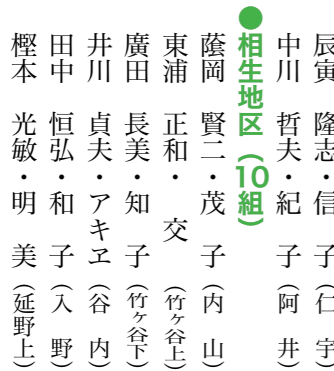 辰寅　隆志・信　子（仁　宇）
中川　哲夫・紀　子（阿　井）
●相生地区（10組）
蔭岡　賢二・茂　子（内　山）
東浦　正和・　交　（竹ヶ谷上）
廣田　長美・知　子（竹ヶ谷下）
井川　貞夫・アキヱ（谷　内）
田中　恒弘・和　子（入　野）
樫本　光敏・明　美（延野上）